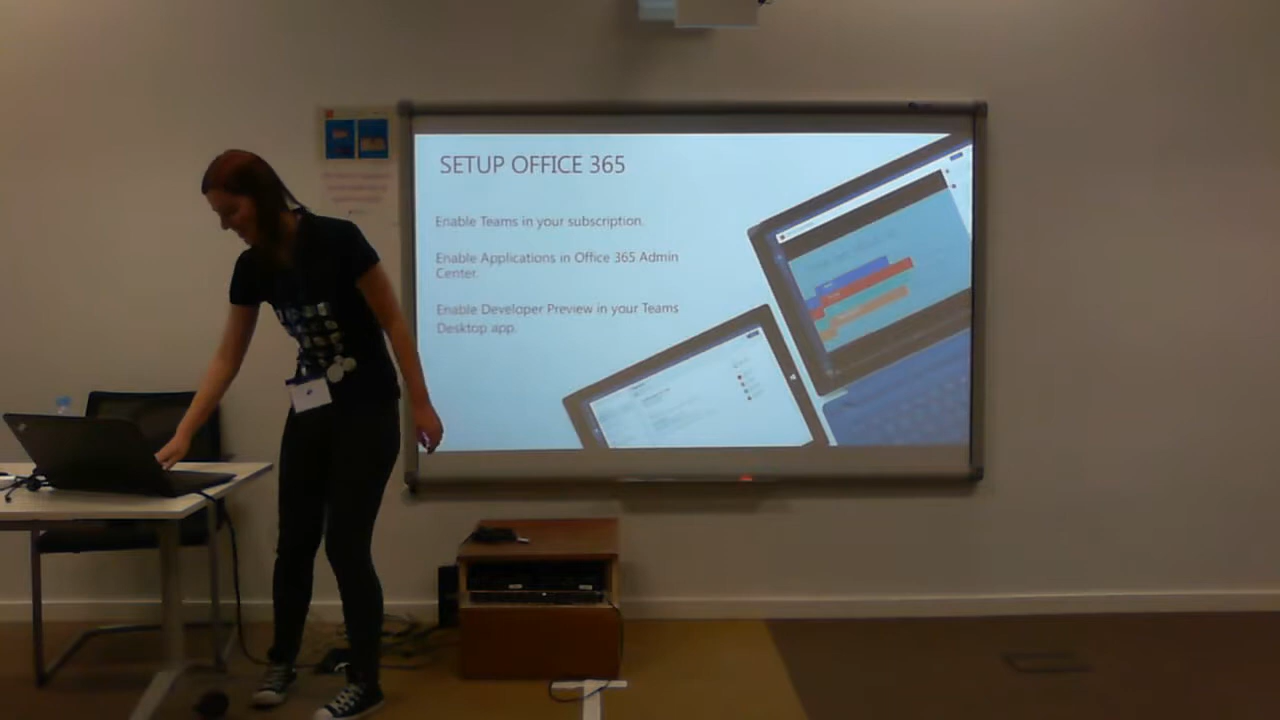 SETUP OFFICE 365
Enable Teams in your subscription.
Enable Applications in Office 365 Admin
Center.
Enable Developer Preview in your Teams
Desktop app.